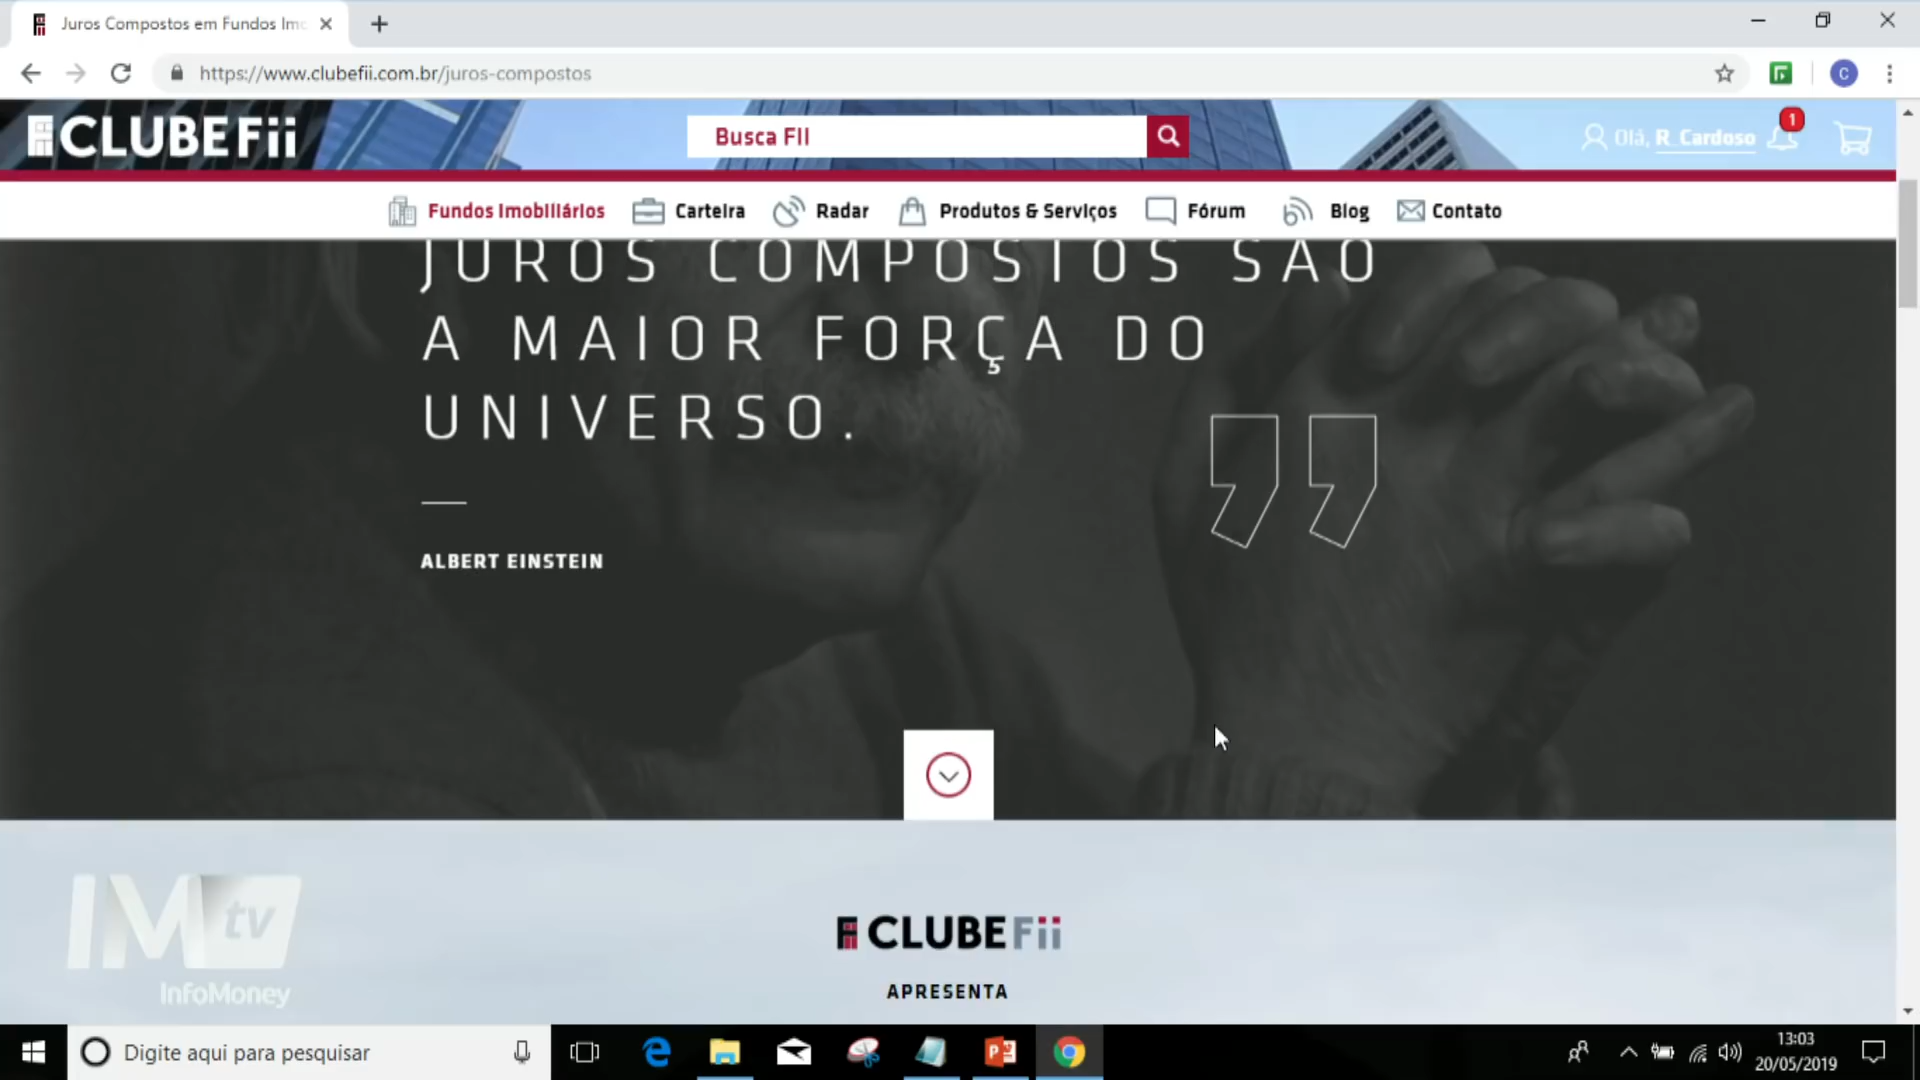 Juros Compostos em Fundos Imo
https://www.clubefii.com.br/juros-compostos
C
CLUBEFii
Busca FII
Olá, R_Cardoso
1
Fundos Imobiliários
Carteira
Radar
Produtos & Serviços
Fórum
Blog
Contato
JUROS COMPOSTOS SÃO
A MAIOR FORÇA DO
UNIVERSO.
ALBERT EINSTEIN
IM tv
InfoMoney
CLUBEFii
APRESENTA
Digite aqui para pesquisar
13:03
20/05/2019